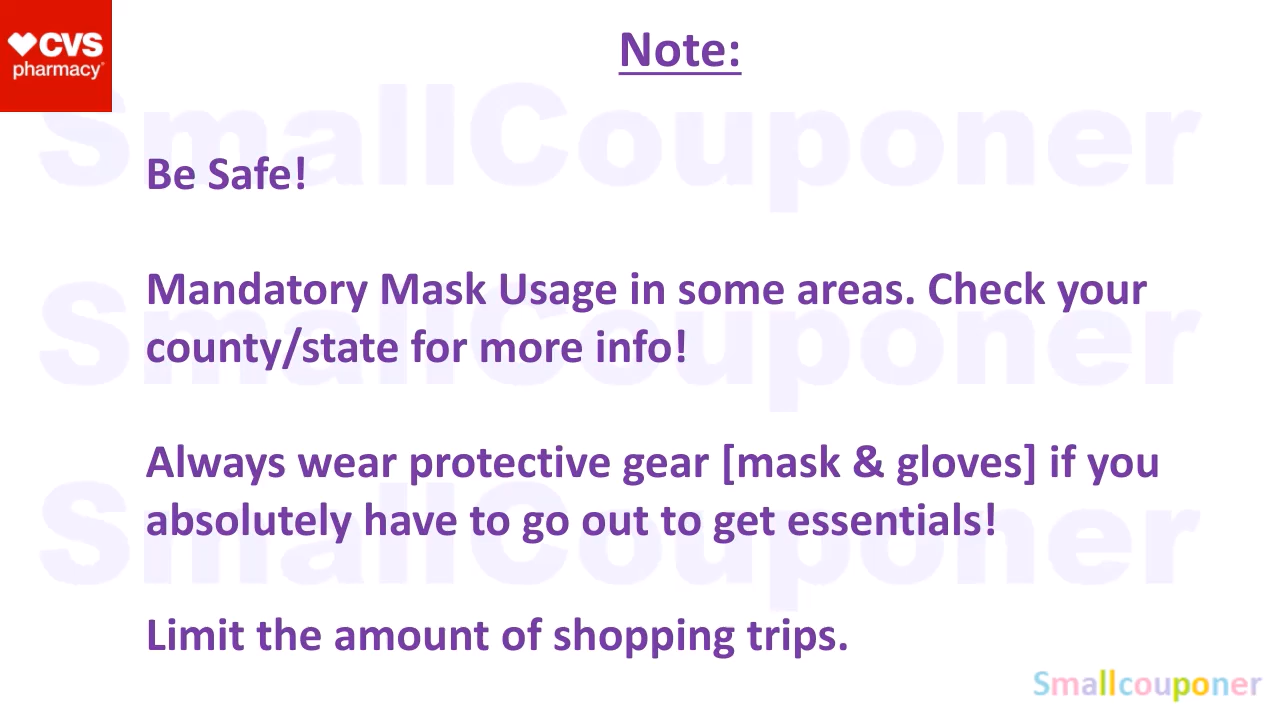 CVS
pharmacy
Note:
SmallCouponer
Be Safe!
SmallCouponer
Mandatory Mask Usage in some areas. Check your
county/state for more info!
SmallCouponer
Always wear protective gear [mask & gloves] if you
absolutely have to go out to get essentials!
Limit the amount of shopping trips.
Smallcouponer